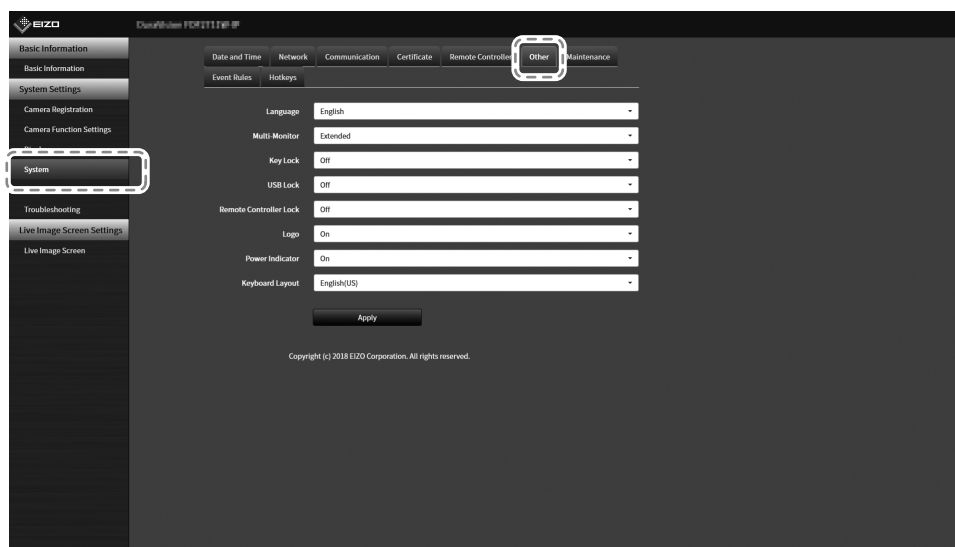 EIZO
Basic Information
Basic Information
System Settings
Camera Registration
Camera Function Settings
System
Troubleshooting
Live Image Screen Settings
Live Image Screen
Date and Time Network Communication Certificate Remote Controller Other Maintenance
Event Rules Hotkeys
Language English
Multi-Monitor Extended
Key Lock Off
USB Lock Off
Remote Controller Lock Off
Logo On
Power Indicator On
Keyboard Layout English(US)
Apply
Copyright (c) 2018 EIZO Corporation. All rights reserved.